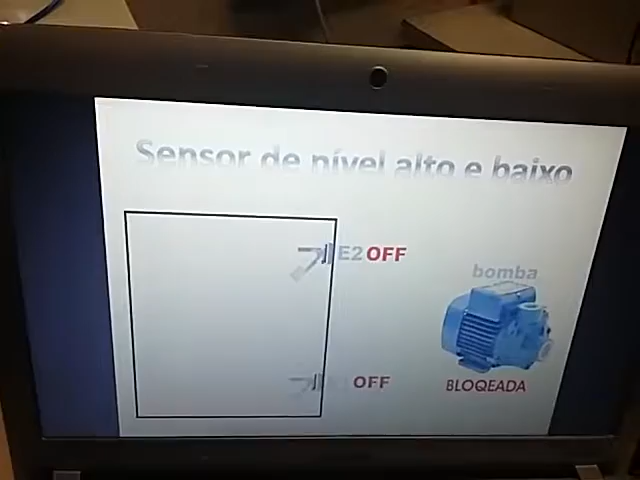 Sensor de nível alto e baixo
E2 OFF
bomba
OFF
BLOQEADA